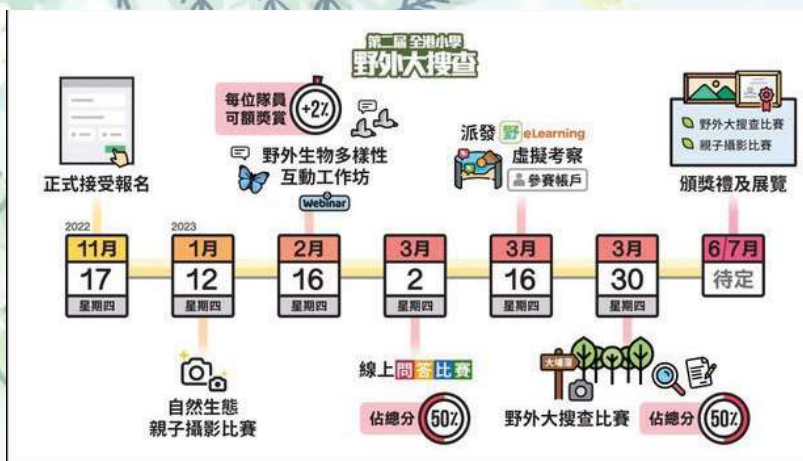 第二屆 全港小學
野外大搜查
正式接受報名
每位隊員
可額獎賞
+2%
野外生物多樣性
互動工作坊
Webinar
派發 野 eLearning
虛擬考察
參賽帳戶
野外大搜查比賽
親子攝影比賽
頒獎禮及展覽
2022
11月
17
星期四
2023
1月
12
星期四
2月
16
星期四
3月
2
星期四
3月
16
星期四
3月
30
星期四
6/7月
待定
自然生態
親子攝影比賽
線上問答比賽
佔總分 50%
大埔滘
野外大搜查比賽
佔總分 50%